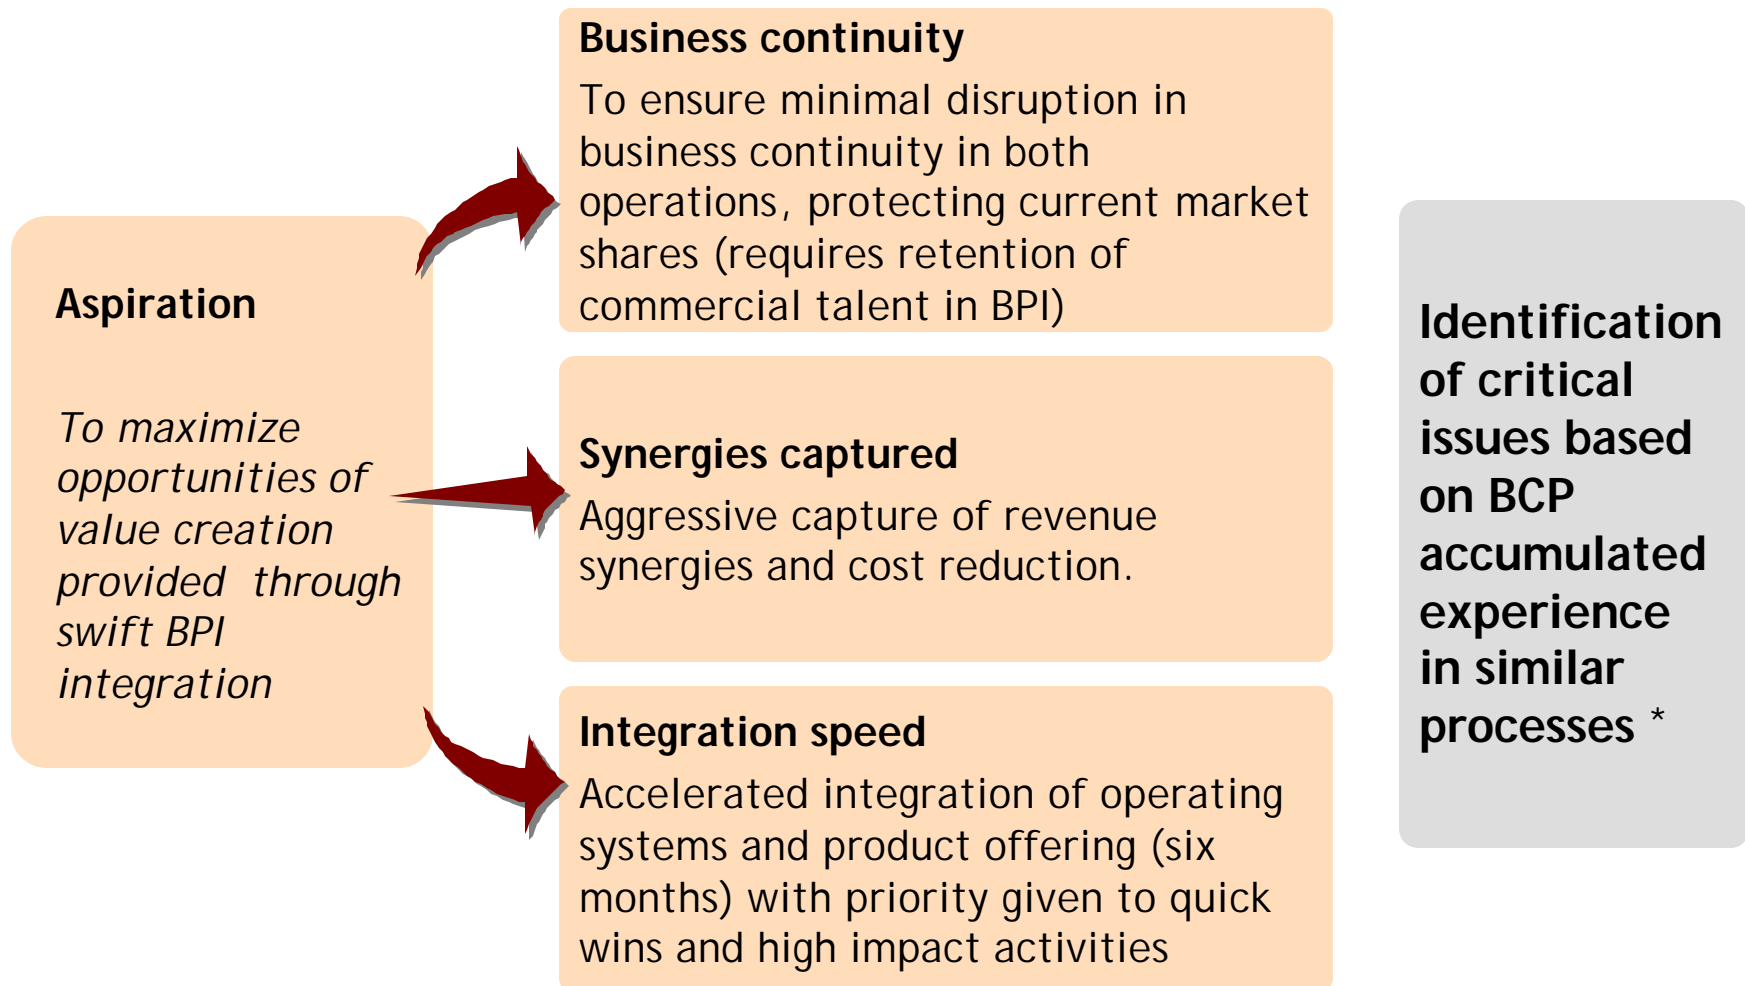 Aspiration
To maximize
opportunities of
value creation
provided  through
swift BPI
integration
Business continuity
To ensure minimal disruption in
business continuity in both
operations, protecting current market
shares (requires retention of
commercial talent in BPI)
Synergies captured
Aggressive capture of revenue
synergies and cost reduction.
Integration speed
Accelerated integration of operating
systems and product offering (six
months) with priority given to quick
wins and high impact activities
Identification
of critical
issues based
on BCP
accumulated
experience
in similar
processes *